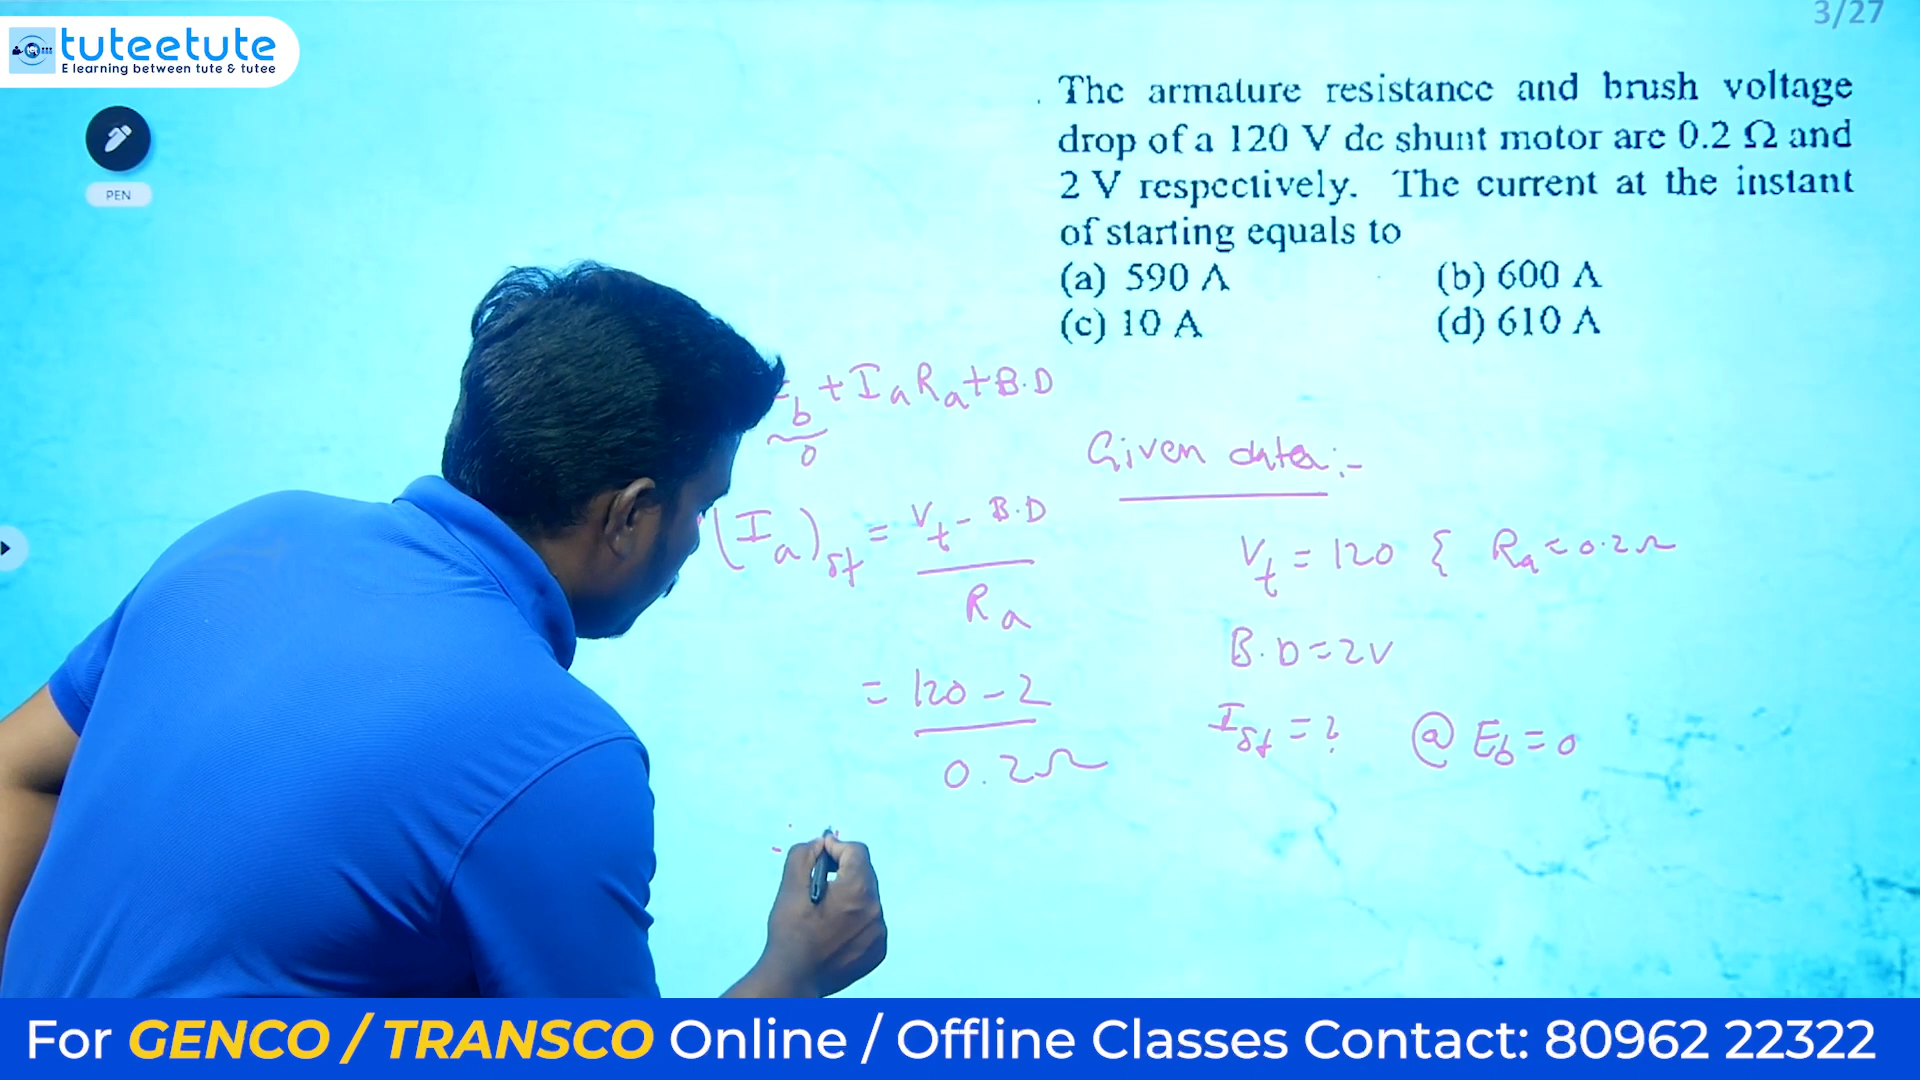 3/27
tuteetute
E learning between tute & tutee
PEN
The armature resistance and brush voltage
drop of a 120 V dc shunt motor are 0.2 Ω and
2 V respectively. The current at the instant
of starting equals to
(a) 590 A (b) 600 A
(c) 10 A (d) 610 A
b + Ia Ra + B.D
0
Given data:-
(Ia)st = Vt - B.D
Ra
Vt = 120 { Ra = 0.2Ω
B.D = 2V
= 120 - 2
0.2Ω
Ist = ? @ Eb = 0
For GENCO / TRANSCO Online / Offline Classes Contact: 80962 22322